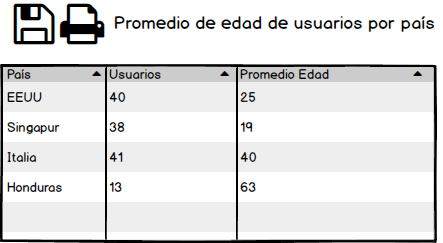 Promedio de edad de usuarios por país
País Usuarios Promedio Edad
EEUU 40 25
Singapur 38 19
Italia 41 40
Honduras 13 63